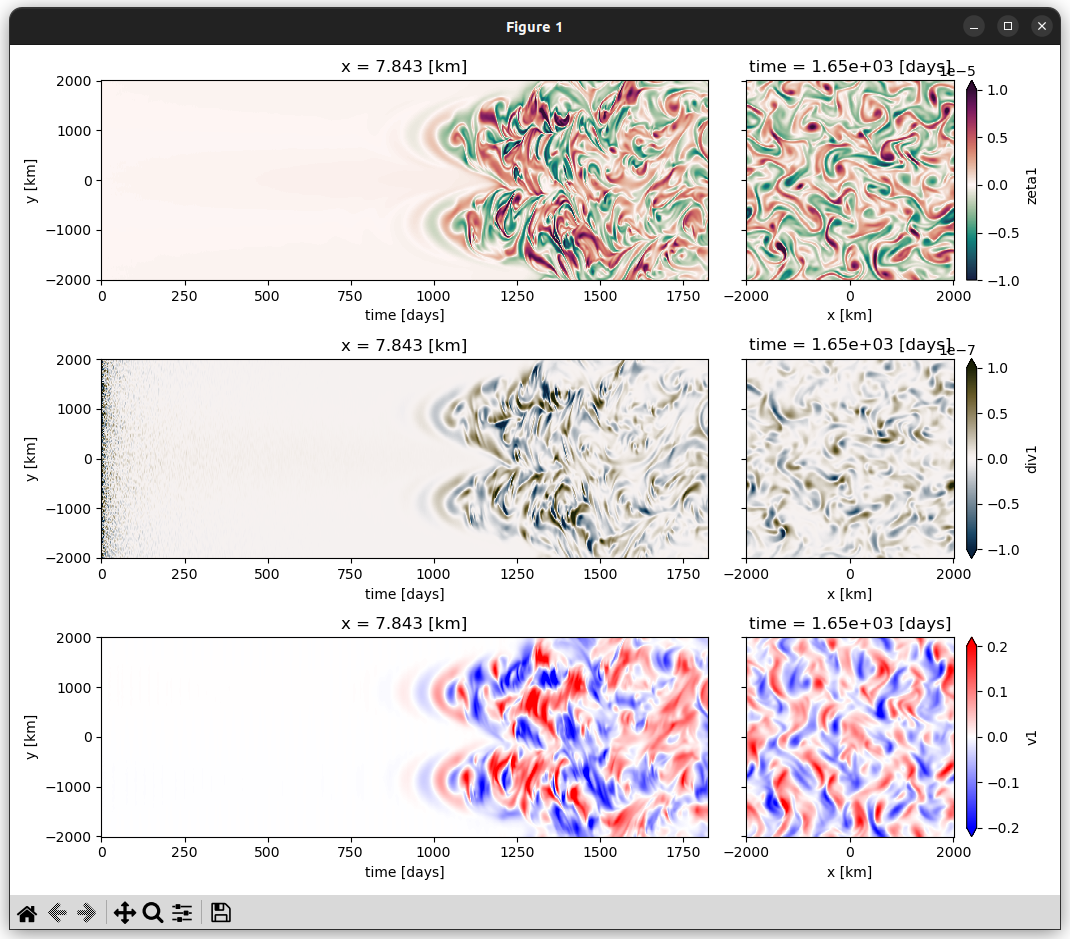 Figure 1
x = 7.843 [km]
time = 1.65e+03 [days]
1e−5
2000
1000
0
−1000
−2000
y [km]
0 250 500 750 1000 1250 1500 1750
time [days]
−2000 0 2000
x [km]
1.0
0.5
0.0
−0.5
−1.0
zeta1
x = 7.843 [km]
time = 1.65e+03 [days]
1e−7
2000
1000
0
−1000
−2000
y [km]
0 250 500 750 1000 1250 1500 1750
time [days]
−2000 0 2000
x [km]
1.0
0.5
0.0
−0.5
−1.0
div1
x = 7.843 [km]
time = 1.65e+03 [days]
2000
1000
0
−1000
−2000
y [km]
0 250 500 750 1000 1250 1500 1750
time [days]
−2000 0 2000
x [km]
0.2
0.1
0.0
−0.1
−0.2
v1